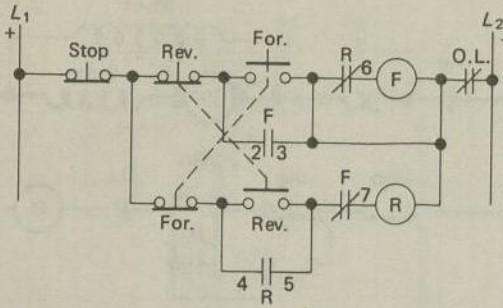 L1 L2
+ -
Stop Rev. For. R 6 F O.L.
F
2 3
For. Rev. F 7 R
4 5
R